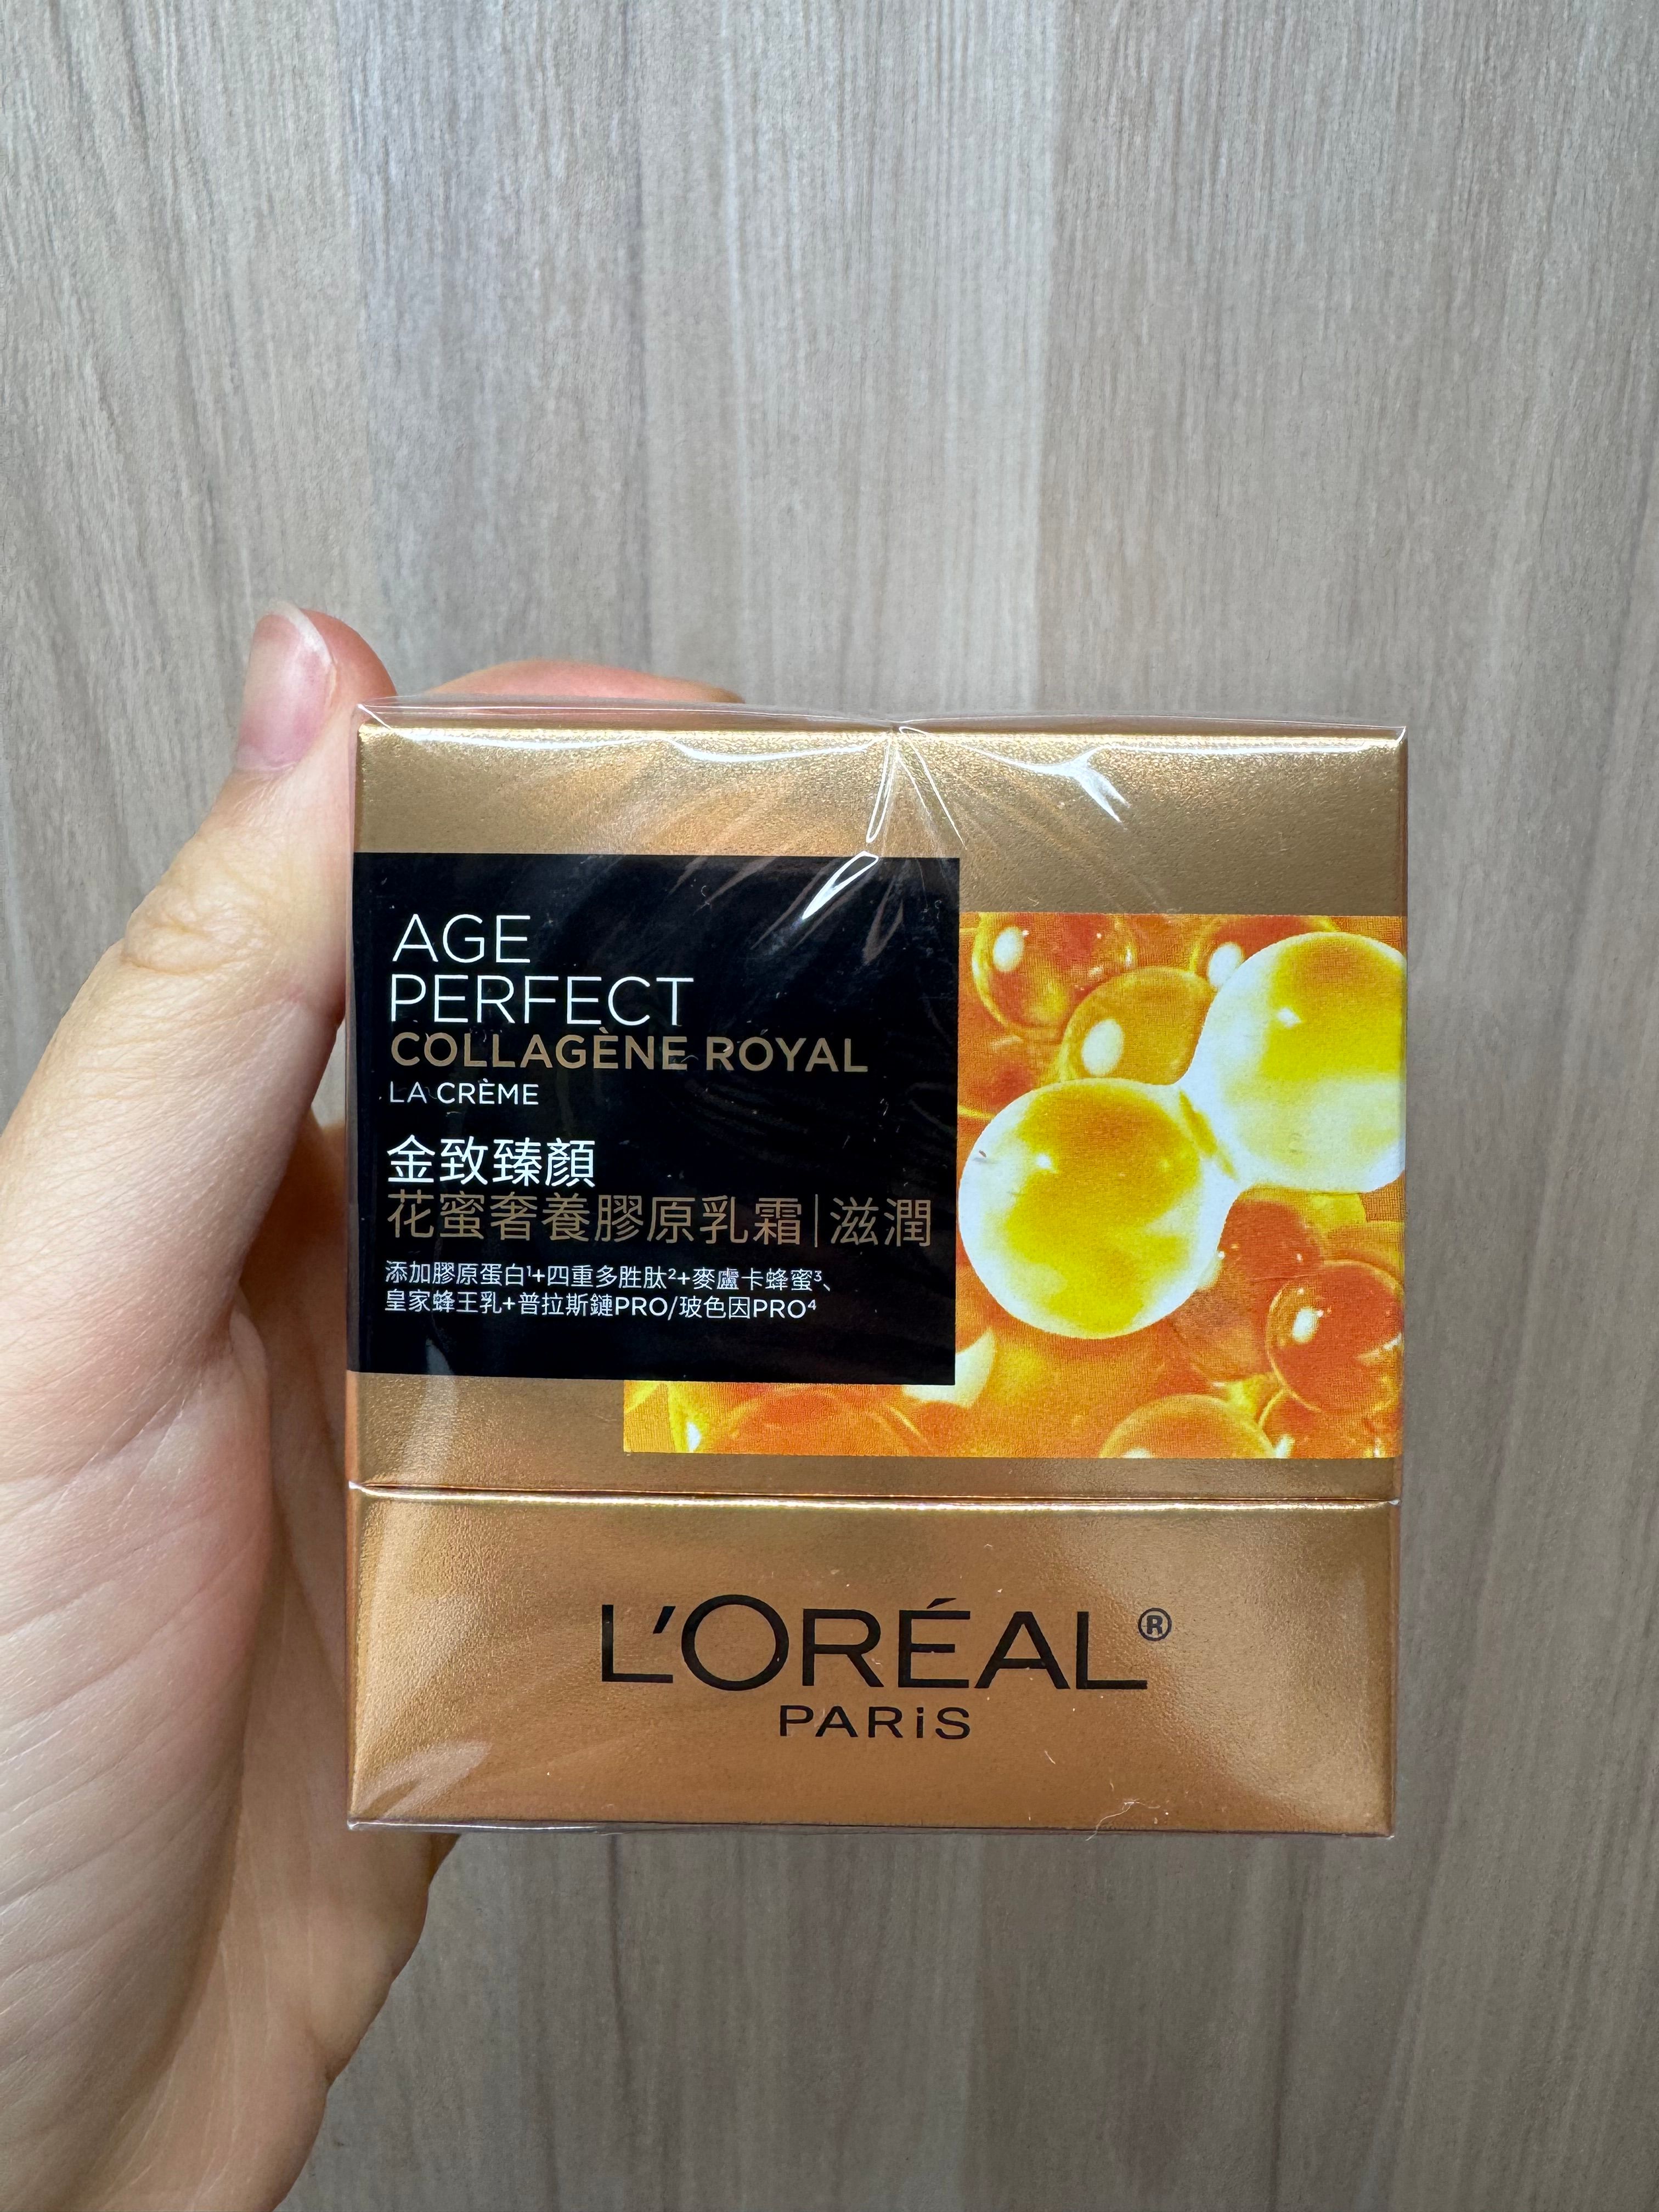 AGE
PERFECT
COLLAGÈNE ROYAL
LA CRÈME
金致臻顏
花蜜奢養膠原乳霜|滋潤
添加膠原蛋白¹+四重多胜肽²+麥盧卡蜂蜜³、
皇家蜂王乳+普拉斯鏈PRO/玻色因PRO⁴
L'ORÉAL®
PARiS